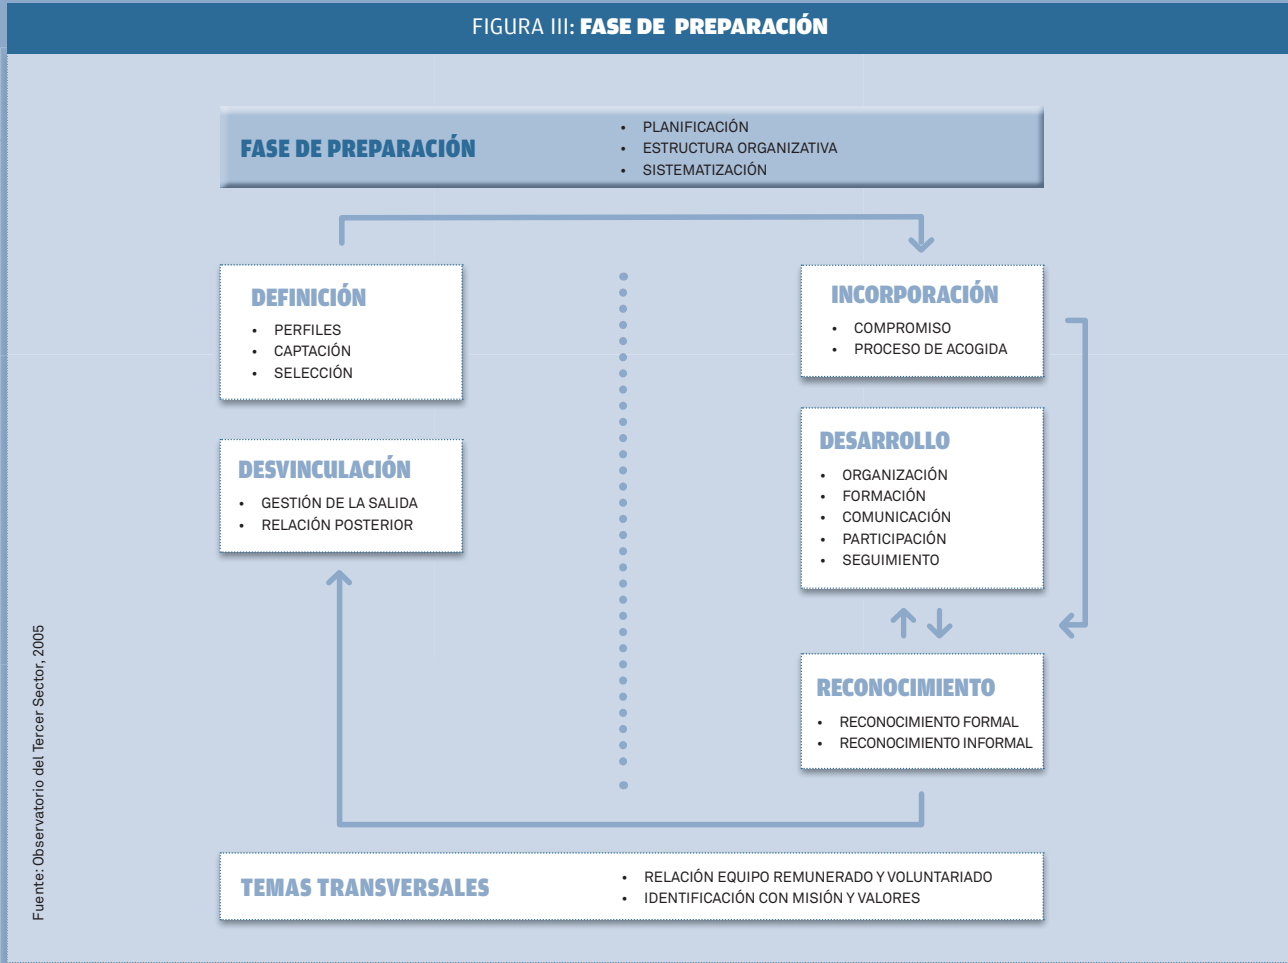 FIGURA III: FASE DE PREPARACIÓN
FASE DE PREPARACIÓN
• PLANIFICACIÓN
• ESTRUCTURA ORGANIZATIVA
• SISTEMATIZACIÓN
DEFINICIÓN
• PERFILES
• CAPTACIÓN
• SELECCIÓN
INCORPORACIÓN
• COMPROMISO
• PROCESO DE ACOGIDA
DESARROLLO
• ORGANIZACIÓN
• FORMACIÓN
• COMUNICACIÓN
• PARTICIPACIÓN
• SEGUIMIENTO
RECONOCIMIENTO
• RECONOCIMIENTO FORMAL
• RECONOCIMIENTO INFORMAL
DESVINCULACIÓN
• GESTIÓN DE LA SALIDA
• RELACIÓN POSTERIOR
TEMAS TRANSVERSALES
• RELACIÓN EQUIPO REMUNERADO Y VOLUNTARIADO
• IDENTIFICACIÓN CON MISIÓN Y VALORES
Fuente: Observatorio del Tercer Sector, 2005